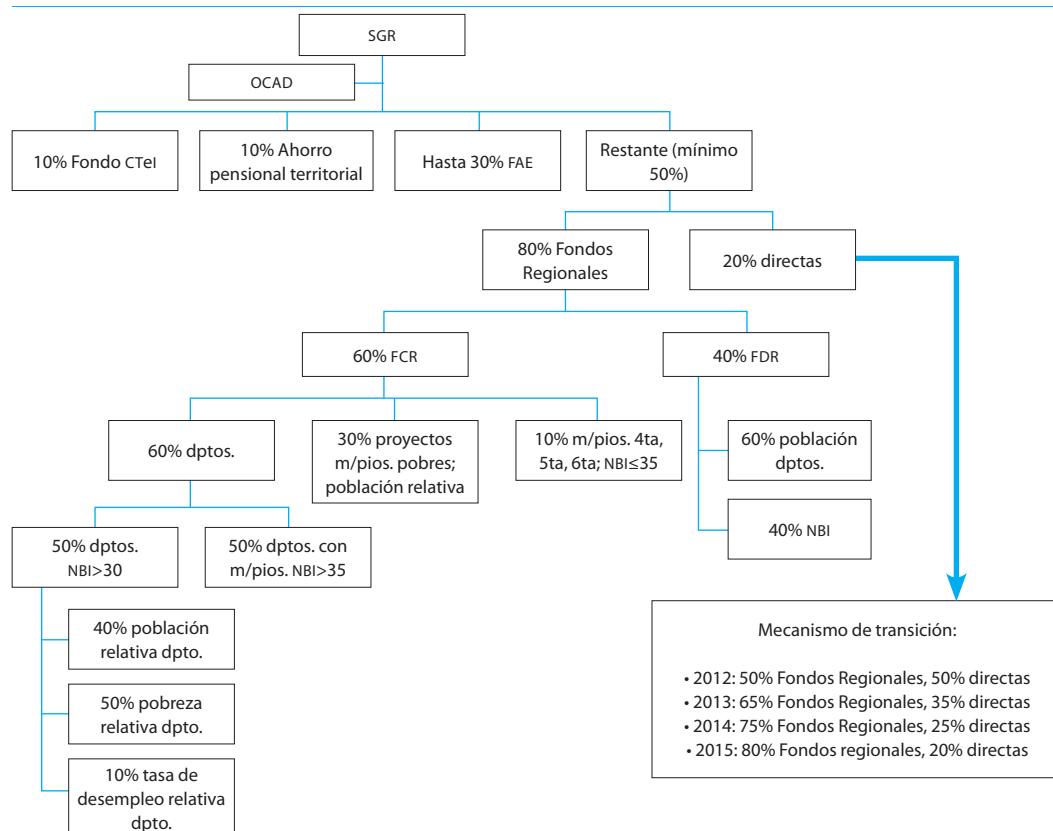 SGR
OCAD
10% Fondo CTeI
10% Ahorro
pensional territorial
Hasta 30% FAE
Restante (mínimo
50%)
80% Fondos
Regionales
20% directas
60% FCR
40% FDR
60% dptos.
30% proyectos
m/pios. pobres;
población relativa
10% m/pios. 4ta,
5ta, 6ta; NBI≤35
60% población
dptos.
40% NBI
50% dptos.
NBI>30
50% dptos. con
m/pios. NBI>35
40% población
relativa dpto.
50% pobreza
relativa dpto.
10% tasa de
desempleo relativa
dpto.
Mecanismo de transición:
• 2012: 50% Fondos Regionales, 50% directas
• 2013: 65% Fondos Regionales, 35% directas
• 2014: 75% Fondos Regionales, 25% directas
• 2015: 80% Fondos regionales, 20% directas